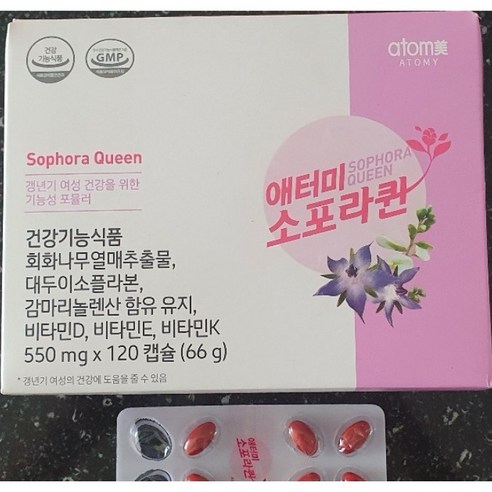 건강
기능식품
GMP
atom美
ATOMY
Sophora Queen
갱년기 여성 건강을 위한
기능성 포뮬러
SOPHORA
QUEEN
애터미
소포라퀸
건강기능식품
회화나무열매추출물,
대두이소플라본,
감마리놀렌산 함유 유지,
비타민D, 비타민E, 비타민K
550 mg x 120 캡슐 (66 g)
* 갱년기 여성의 건강에 도움을 줄 수 있음
애터미
소포라퀸